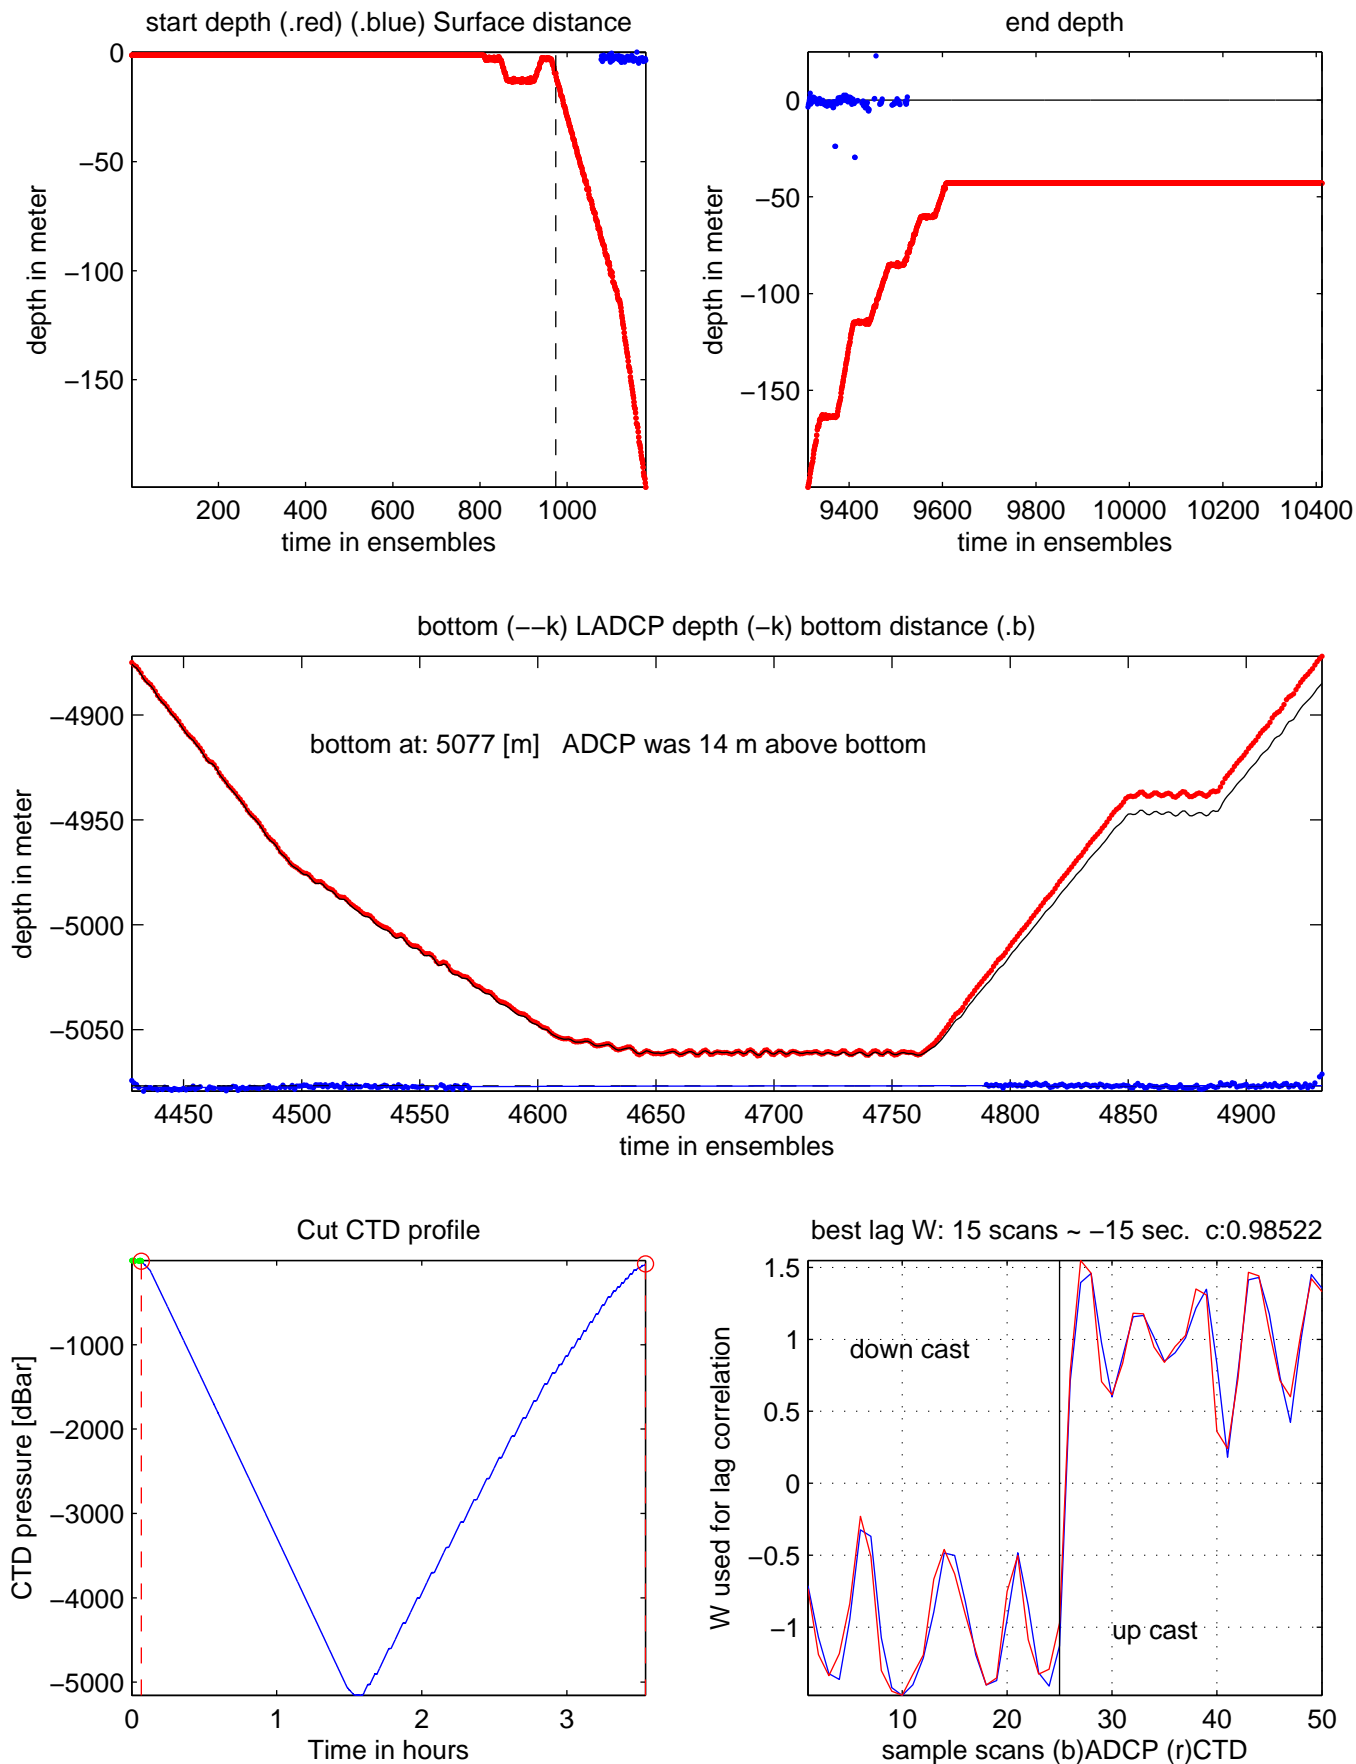 start depth (.red) (.blue) Surface distance
end depth
0
−50
−100
−150
depth in meter
200 400 600 800 1000
time in ensembles
0
−50
−100
−150
depth in meter
9400 9600 9800 10000 10200 10400
time in ensembles
bottom (−−k) LADCP depth (−k) bottom distance (.b)
bottom at: 5077 [m] ADCP was 14 m above bottom
−4900
−4950
−5000
−5050
depth in meter
4450 4500 4550 4600 4650 4700 4750 4800 4850 4900
time in ensembles
Cut CTD profile
−1000
−2000
−3000
−4000
−5000
CTD pressure [dBar]
0 1 2 3
Time in hours
best lag W: 15 scans ~ −15 sec. c:0.98522
1.5
1
0.5
0
−0.5
−1
W used for lag correlation
down cast
up cast
10 20 30 40 50
sample scans (b)ADCP (r)CTD